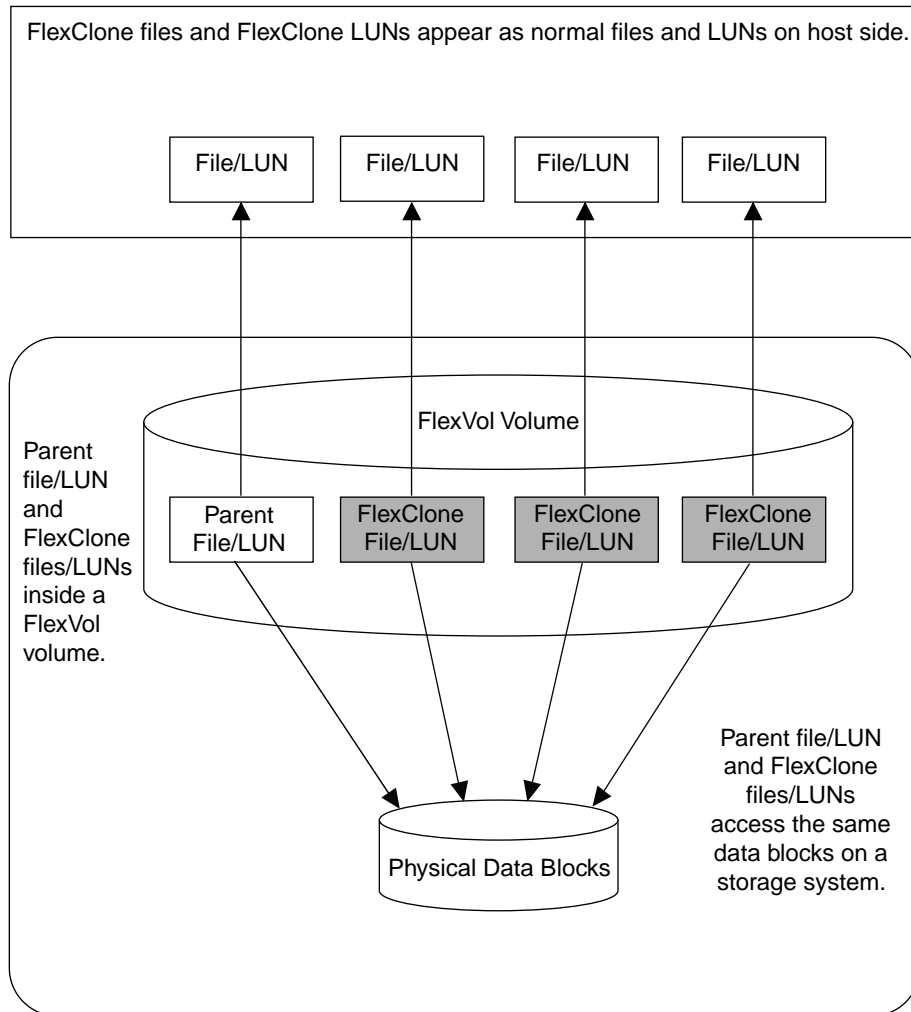 FlexClone files and FlexClone LUNs appear as normal files and LUNs on host side.
File/LUN
File/LUN
File/LUN
File/LUN
FlexVol Volume
Parent
file/LUN
and
FlexClone
files/LUNs
inside a
FlexVol
volume.
Parent
File/LUN
FlexClone
File/LUN
FlexClone
File/LUN
FlexClone
File/LUN
Parent file/LUN
and FlexClone
files/LUNs
access the same
data blocks on a
storage system.
Physical Data Blocks